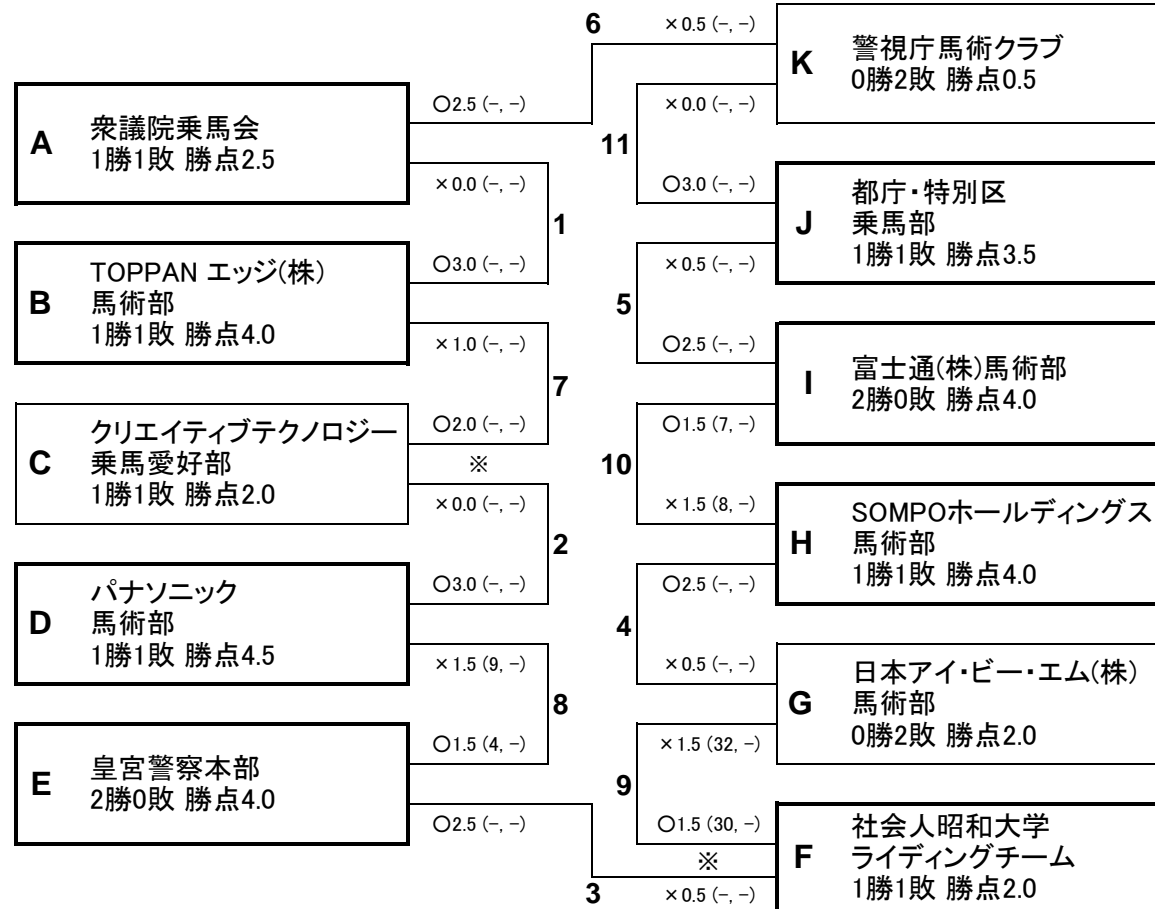 6
×0.5 (-, -)
K
警視庁馬術クラブ
0勝2敗 勝点0.5
A
衆議院乗馬会
1勝1敗 勝点2.5
○2.5 (-, -)
×0.0 (-, -)
11
○3.0 (-, -)
J
都庁・特別区
乗馬部
1勝1敗 勝点3.5
×0.0 (-, -)
1
○3.0 (-, -)
B
TOPPAN エッジ(株)
馬術部
1勝1敗 勝点4.0
×0.5 (-, -)
5
○2.5 (-, -)
I
富士通(株)馬術部
2勝0敗 勝点4.0
×1.0 (-, -)
7
○2.0 (-, -)
※
C
クリエイティブテクノロジー
乗馬愛好部
1勝1敗 勝点2.0
○1.5 (7, -)
10
×1.5 (8, -)
H
SOMPOホールディングス
馬術部
1勝1敗 勝点4.0
×0.0 (-, -)
2
○3.0 (-, -)
D
パナソニック
馬術部
1勝1敗 勝点4.5
○2.5 (-, -)
4
×0.5 (-, -)
G
日本アイ・ビー・エム(株)
馬術部
0勝2敗 勝点2.0
×1.5 (9, -)
8
○1.5 (4, -)
E
皇宮警察本部
2勝0敗 勝点4.0
×1.5 (32, -)
9
○1.5 (30, -)
※
F
社会人昭和大学
ライディングチーム
1勝1敗 勝点2.0
○2.5 (-, -)
3
×0.5 (-, -)